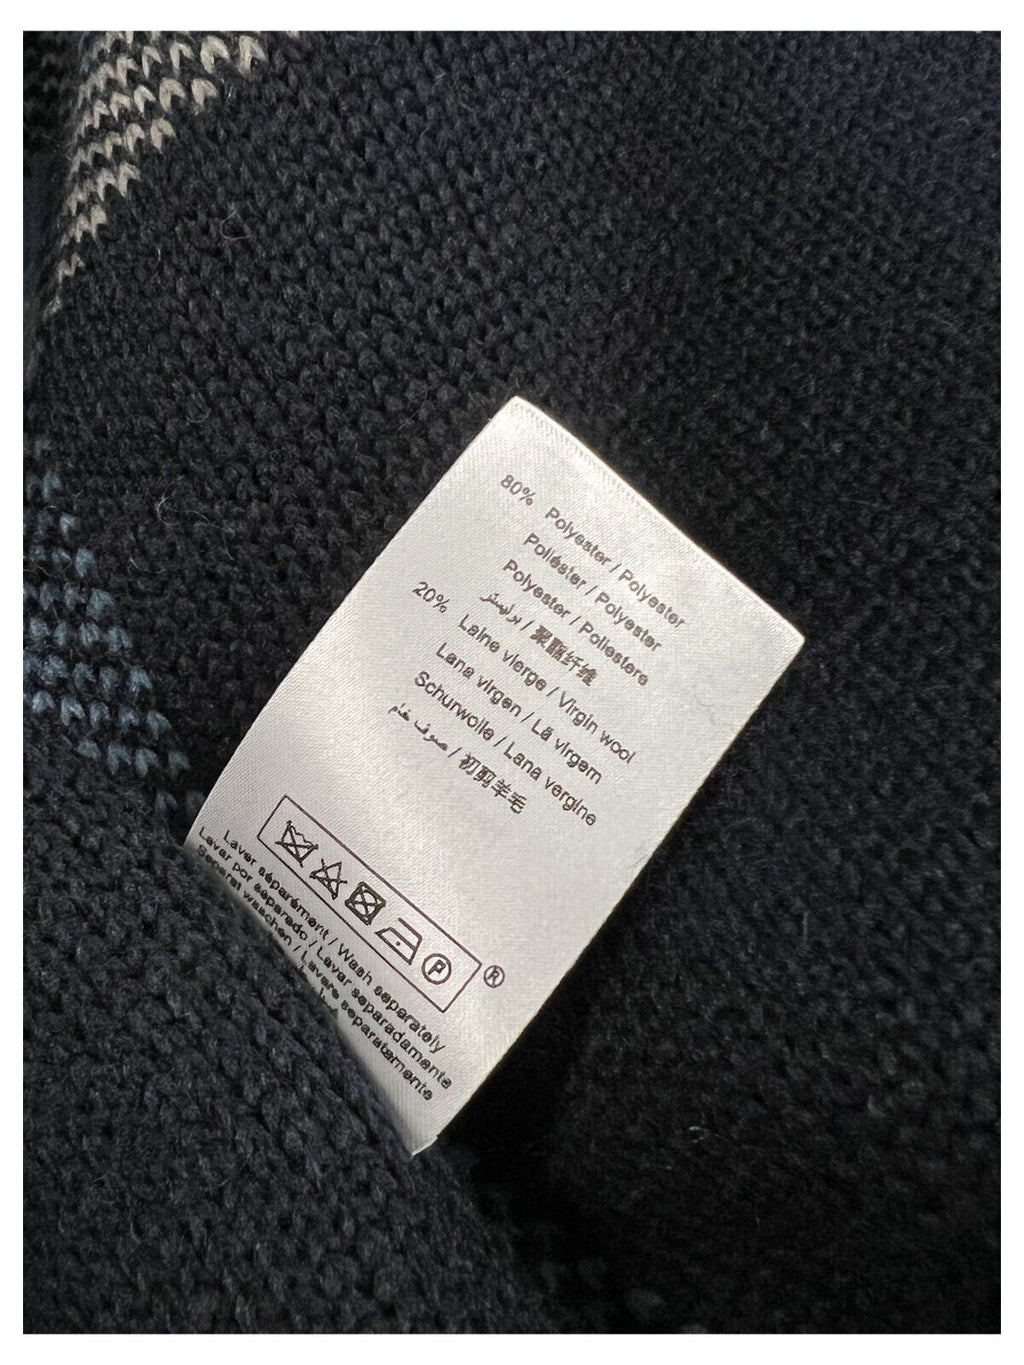 80% Polyester / Polyester
Poliéster / Polyester
Polyester / Poliestere
بوليستر / 聚酯纤维
20% Laine vierge / Virgin wool
Lana virgen / Lã virgem
Schurwolle / Lana vergine
صوف خام / 初剪羊毛
P ®
Laver séparément / Wash separately
Lavar por separado / Lavar separadamente
Separat waschen / Lavare separatamente